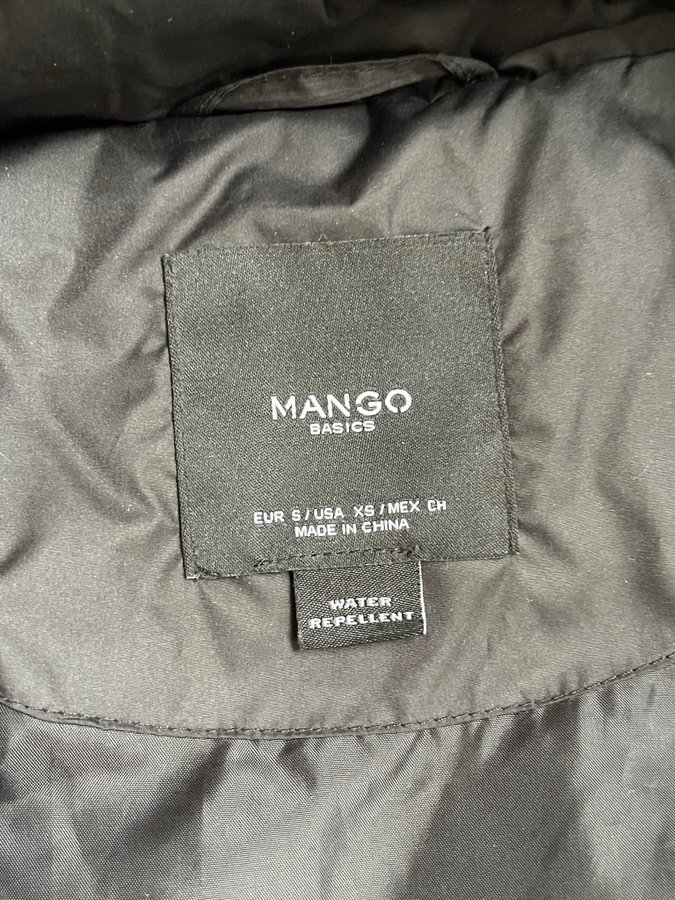 MANGO
BASICS
EUR S / USA XS / MEX CH
MADE IN CHINA
WATER
REPELLENT